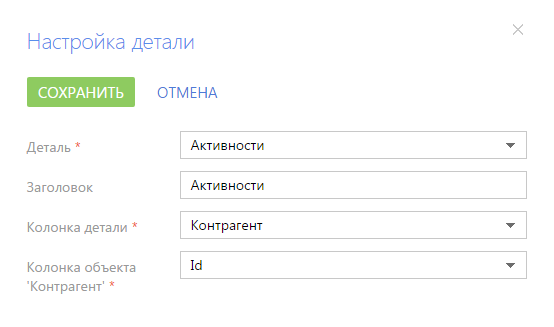 Настройка детали
СОХРАНИТЬ ОТМЕНА
Деталь * Активности
Заголовок Активности
Колонка детали * Контрагент
Колонка объекта Id
'Контрагент' *